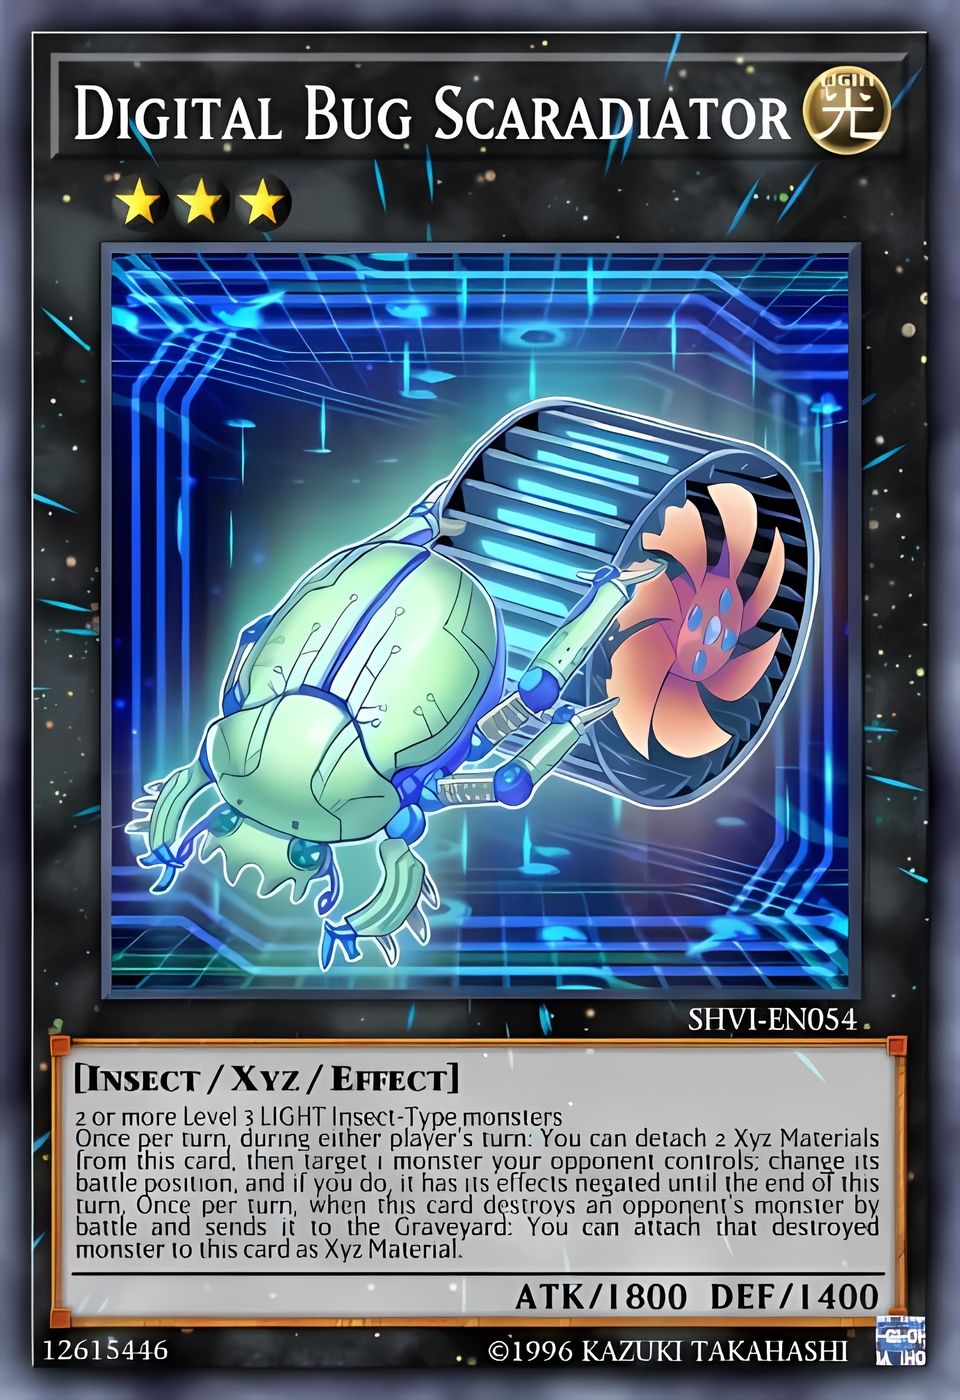 Digital Bug Scaradiator
光
SHVI-EN054
[Insect / Xyz / Effect]
2 or more Level 3 LIGHT Insect-Type monsters
Once per turn, during either player's turn: You can detach 2 Xyz Materials
from this card, then target 1 monster your opponent controls; change its
battle position, and if you do, it has its effects negated until the end of this
turn. Once per turn, when this card destroys an opponent's monster by
battle and sends it to the Graveyard: You can attach that destroyed
monster to this card as Xyz Material.
ATK/1800 DEF/1400
12615446
©1996 KAZUKI TAKAHASHI